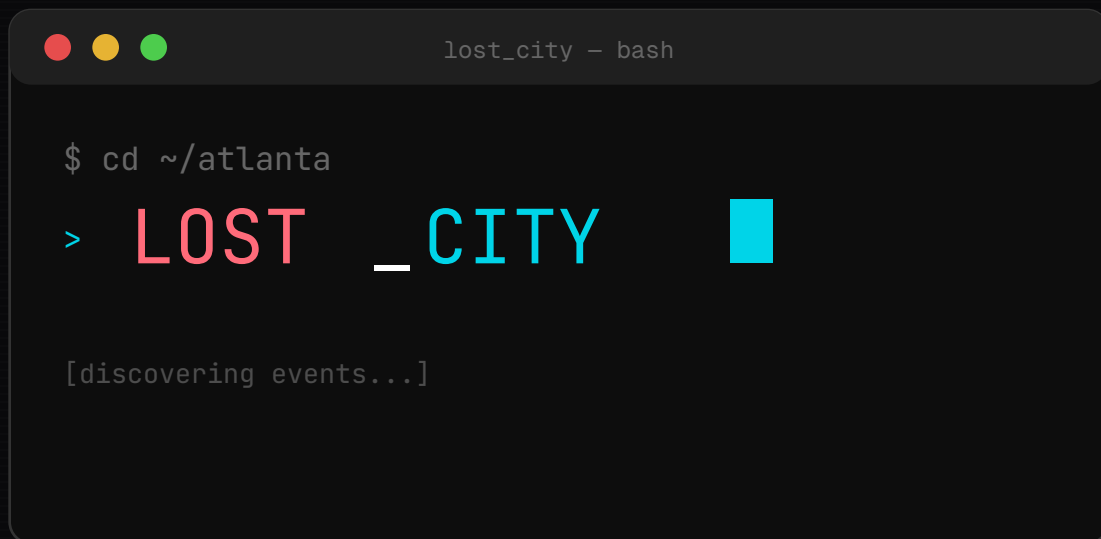 lost_city — bash
$ cd ~/atlanta
> LOST _CITY
[discovering events...]